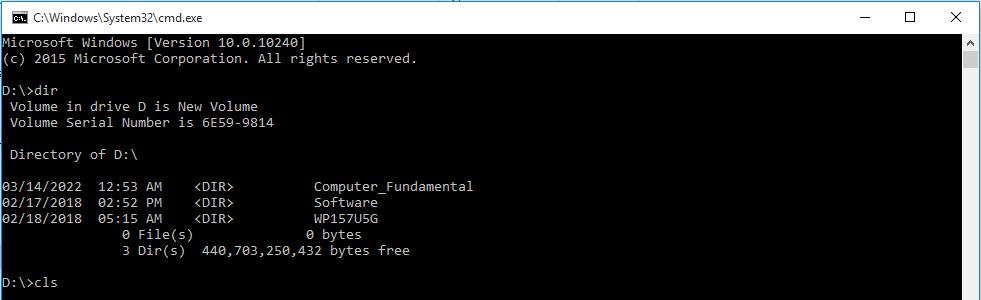 C:\Windows\System32\cmd.exe
Microsoft Windows [Version 10.0.10240]
(c) 2015 Microsoft Corporation. All rights reserved.
D:\>dir
 Volume in drive D is New Volume
 Volume Serial Number is 6E59-9814
 Directory of D:\
03/14/2022  12:53 AM    <DIR>          Computer_Fundamental
02/17/2018  02:52 PM    <DIR>          Software
02/18/2018  05:15 AM    <DIR>          WP157U5G
               0 File(s)              0 bytes
               3 Dir(s)  440,703,250,432 bytes free
D:\>cls